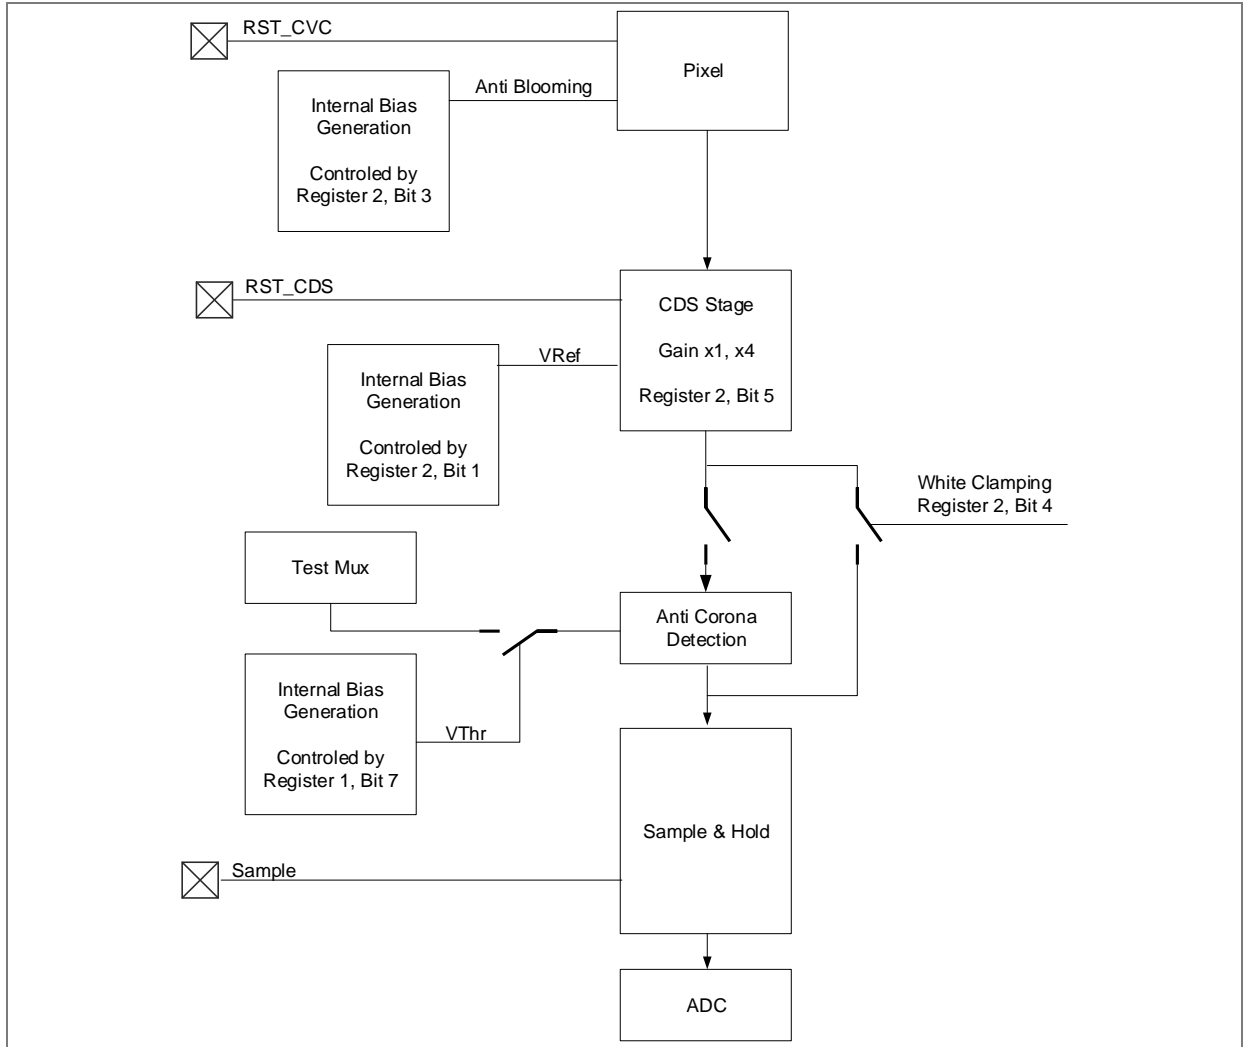 RST_CVC
Pixel
Anti Blooming
Internal Bias
Generation
Controled by
Register 2, Bit 3
RST_CDS
CDS Stage
Gain x1, x4
Register 2, Bit 5
VRef
Internal Bias
Generation
Controled by
Register 2, Bit 1
White Clamping
Register 2, Bit 4
Test Mux
Anti Corona
Detection
Internal Bias
Generation
Controled by
Register 1, Bit 7
VThr
Sample & Hold
Sample
ADC